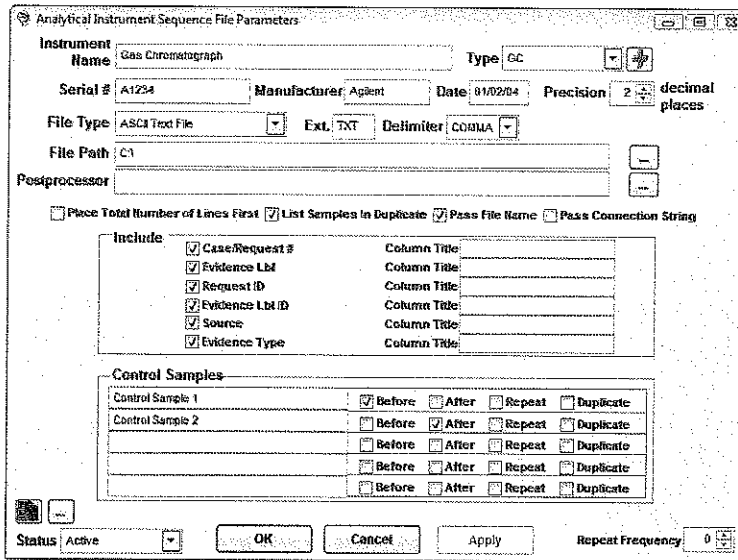 Analytical Instrument Sequence File Parameters
Instrument Name Gas Chromatograph Type GC
Serial # A1234 Manufacturer Agilent Date 01/02/04 Precision 2 decimal places
File Type ASCII Text File Ext. TXT Delimiter COMMA
File Path C:\
...
Postprocessor
...
Place Total Number of Lines First List Samples In Duplicate Pass File Name Pass Connection String
Include
Case/Request # Column Title
Evidence Lbl Column Title
Request ID Column Title
Evidence Lbl ID Column Title
Source Column Title
Evidence Type Column Title
Control Samples
Control Sample 1 Before After Repeat Duplicate
Control Sample 2 Before After Repeat Duplicate
Before After Repeat Duplicate
Before After Repeat Duplicate
Before After Repeat Duplicate
...
Status Active OK Cancel Apply Repeat Frequency 0